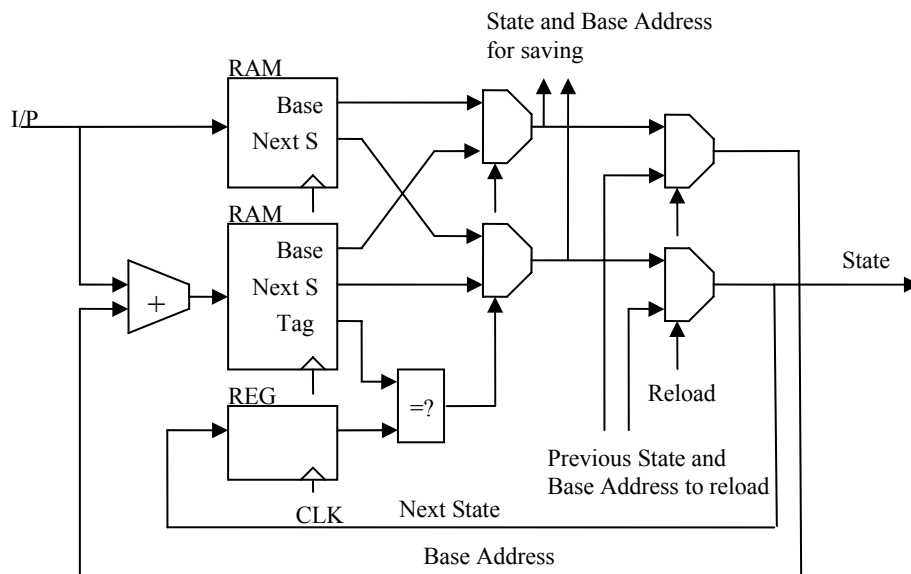 State and Base Address
for saving
RAM
Base
I/P
Next S
RAM
Base
State
Next S
+
Tag
REG
=?
Reload
Previous State and
Base Address to reload
CLK
Next State
Base Address